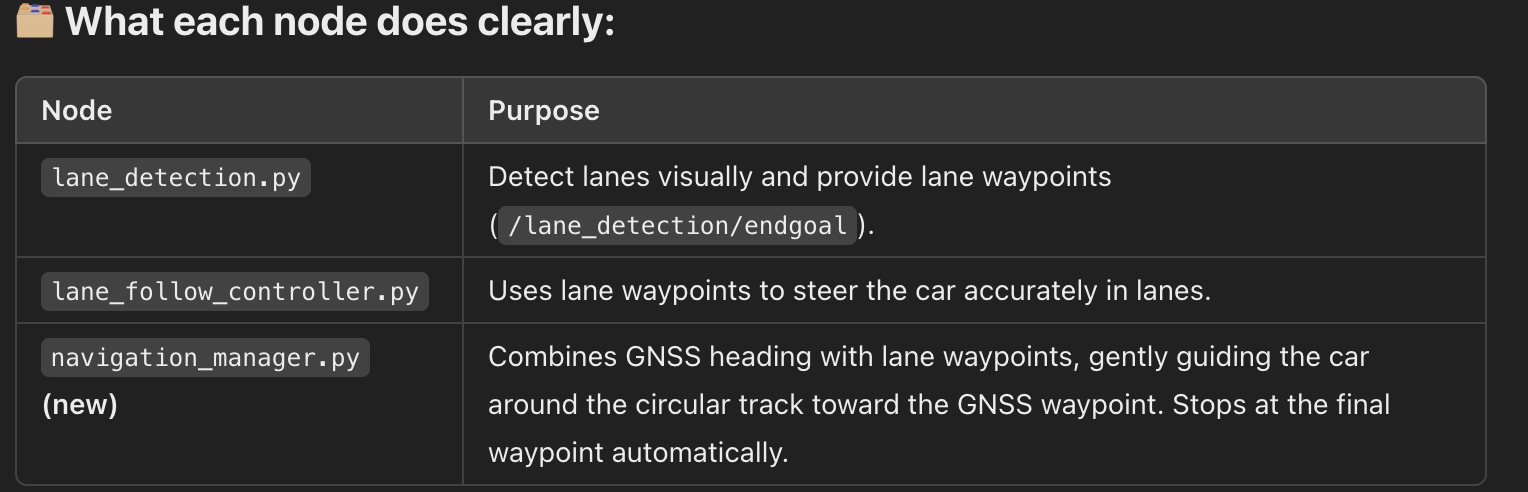 What each node does clearly:
Node
Purpose
lane_detection.py
Detect lanes visually and provide lane waypoints
(/lane_detection/endgoal).
lane_follow_controller.py
Uses lane waypoints to steer the car accurately in lanes.
navigation_manager.py
(new)
Combines GNSS heading with lane waypoints, gently guiding the car
around the circular track toward the GNSS waypoint. Stops at the final
waypoint automatically.